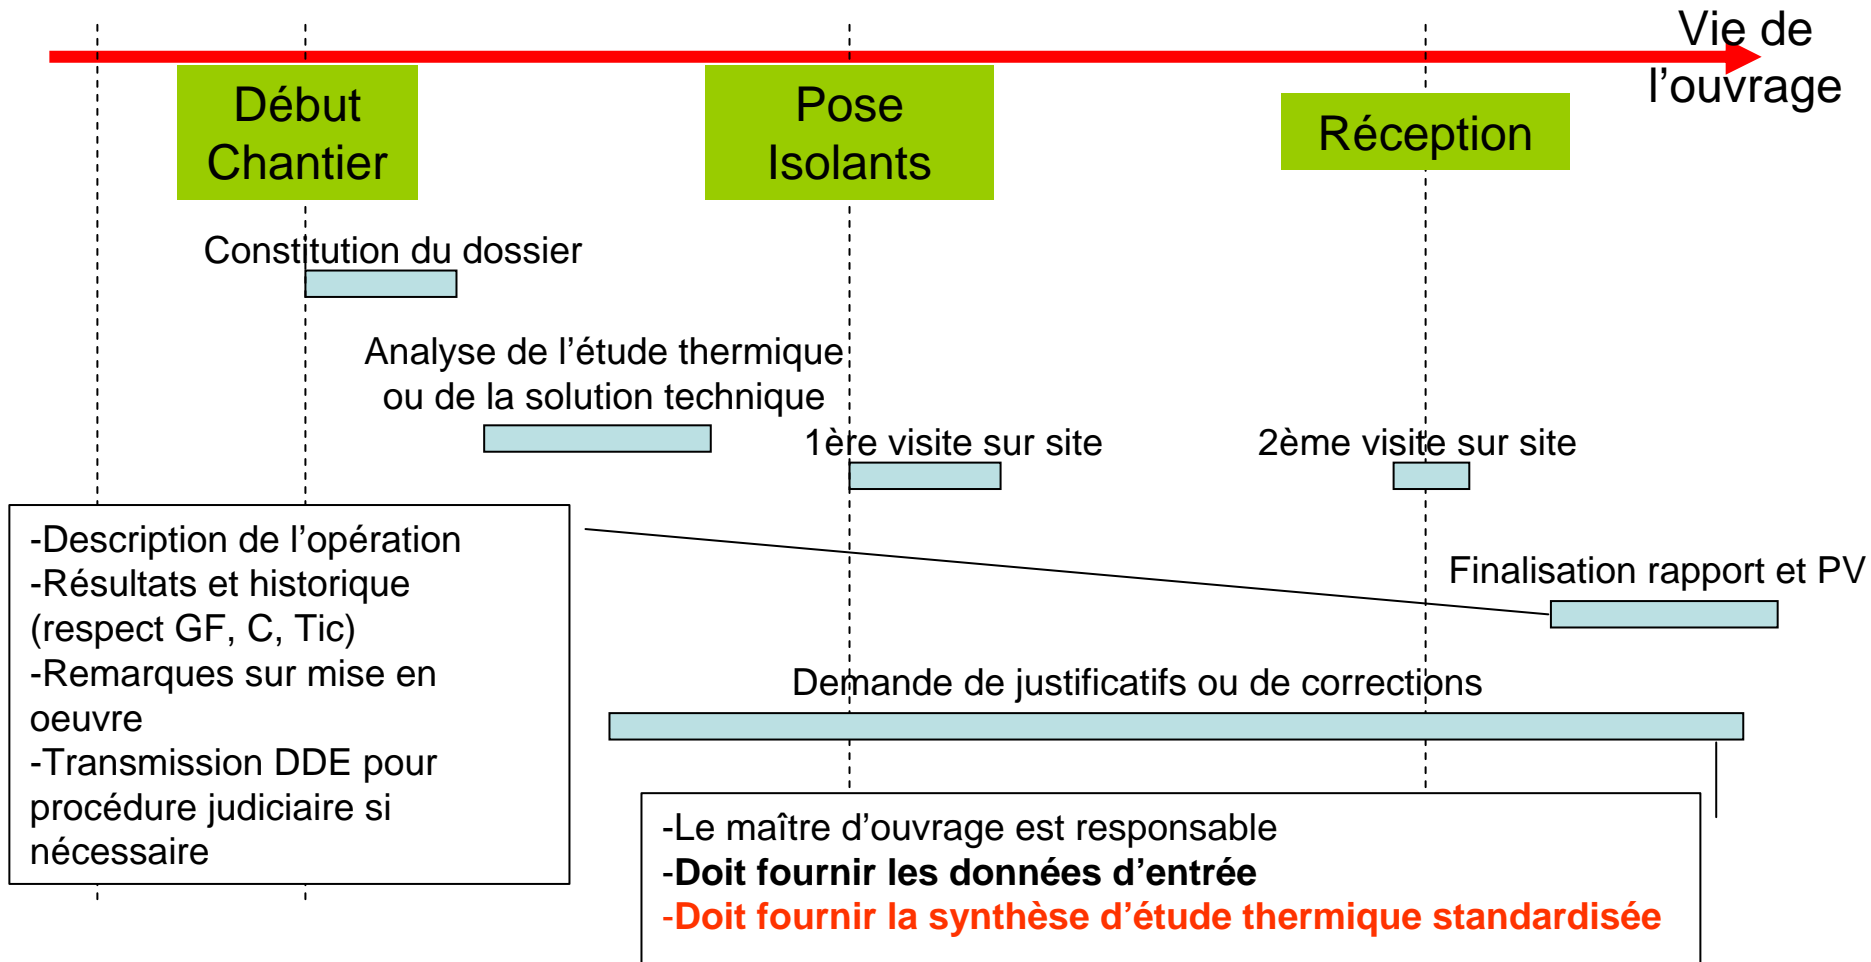 Vie de
l’ouvrage
Début
Chantier
Pose
Isolants
Réception
Constitution du dossier
Analyse de l’étude thermique
ou de la solution technique
1ère visite sur site
2ème visite sur site
-Description de l’opération
-Résultats et historique
(respect GF, C, Tic)
-Remarques sur mise en
oeuvre
-Transmission DDE pour
procédure judiciaire si
nécessaire
Finalisation rapport et PV
Demande de justificatifs ou de corrections
-Le maître d’ouvrage est responsable
-Doit fournir les données d’entrée
-Doit fournir la synthèse d’étude thermique standardisée